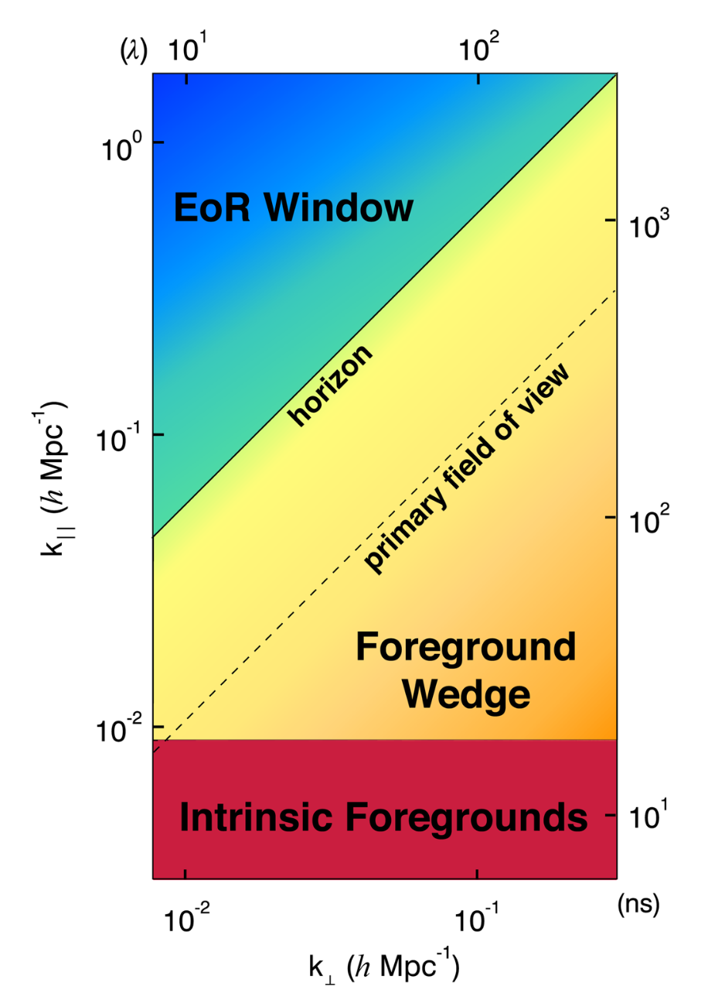 (λ) 10¹ 10²
10⁰
EoR Window
10³
horizon
10⁻¹
primary field of view
k|| (h Mpc⁻¹)
10²
Foreground
Wedge
10⁻²
Intrinsic Foregrounds
10¹
(ns)
10⁻² 10⁻¹
k⊥ (h Mpc⁻¹)